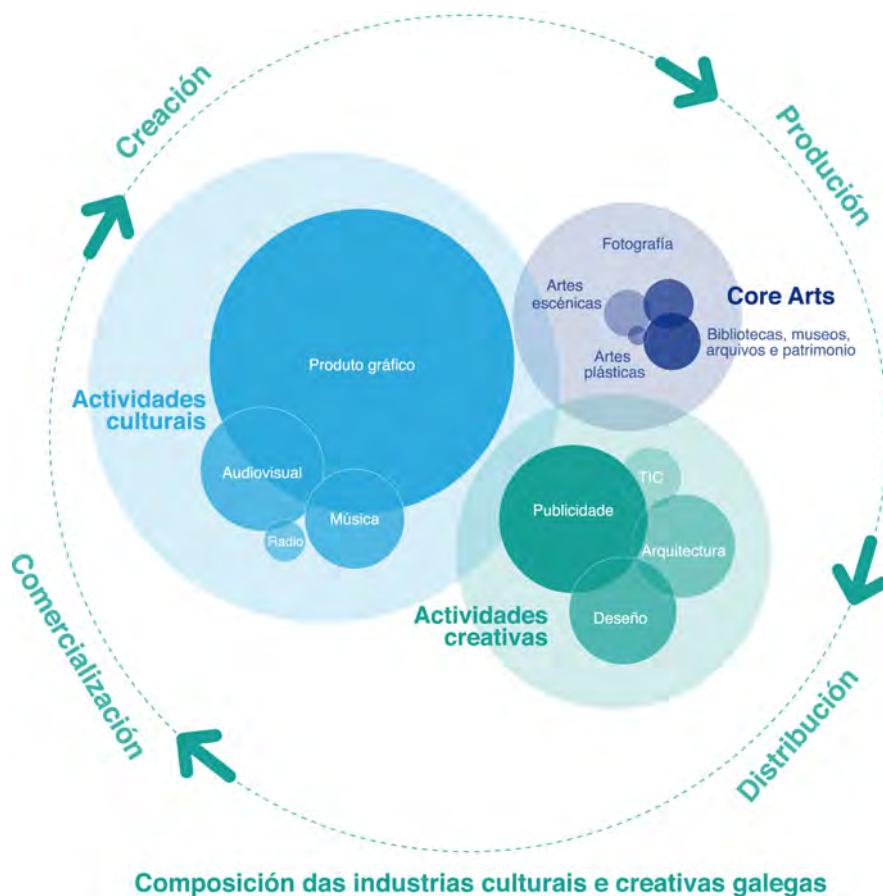 Creación
Produción
Fotografía
Artes
escénicas
Core Arts
Bibliotecas, museos,
arquivos e patrimonio
Artes
plásticas
Produto gráfico
Actividades
culturais
Audiovisual
Música
Radio
TIC
Publicidade
Arquitectura
Deseño
Actividades
creativas
Comercialización
Distribución
Composición das industrias culturais e creativas galegas